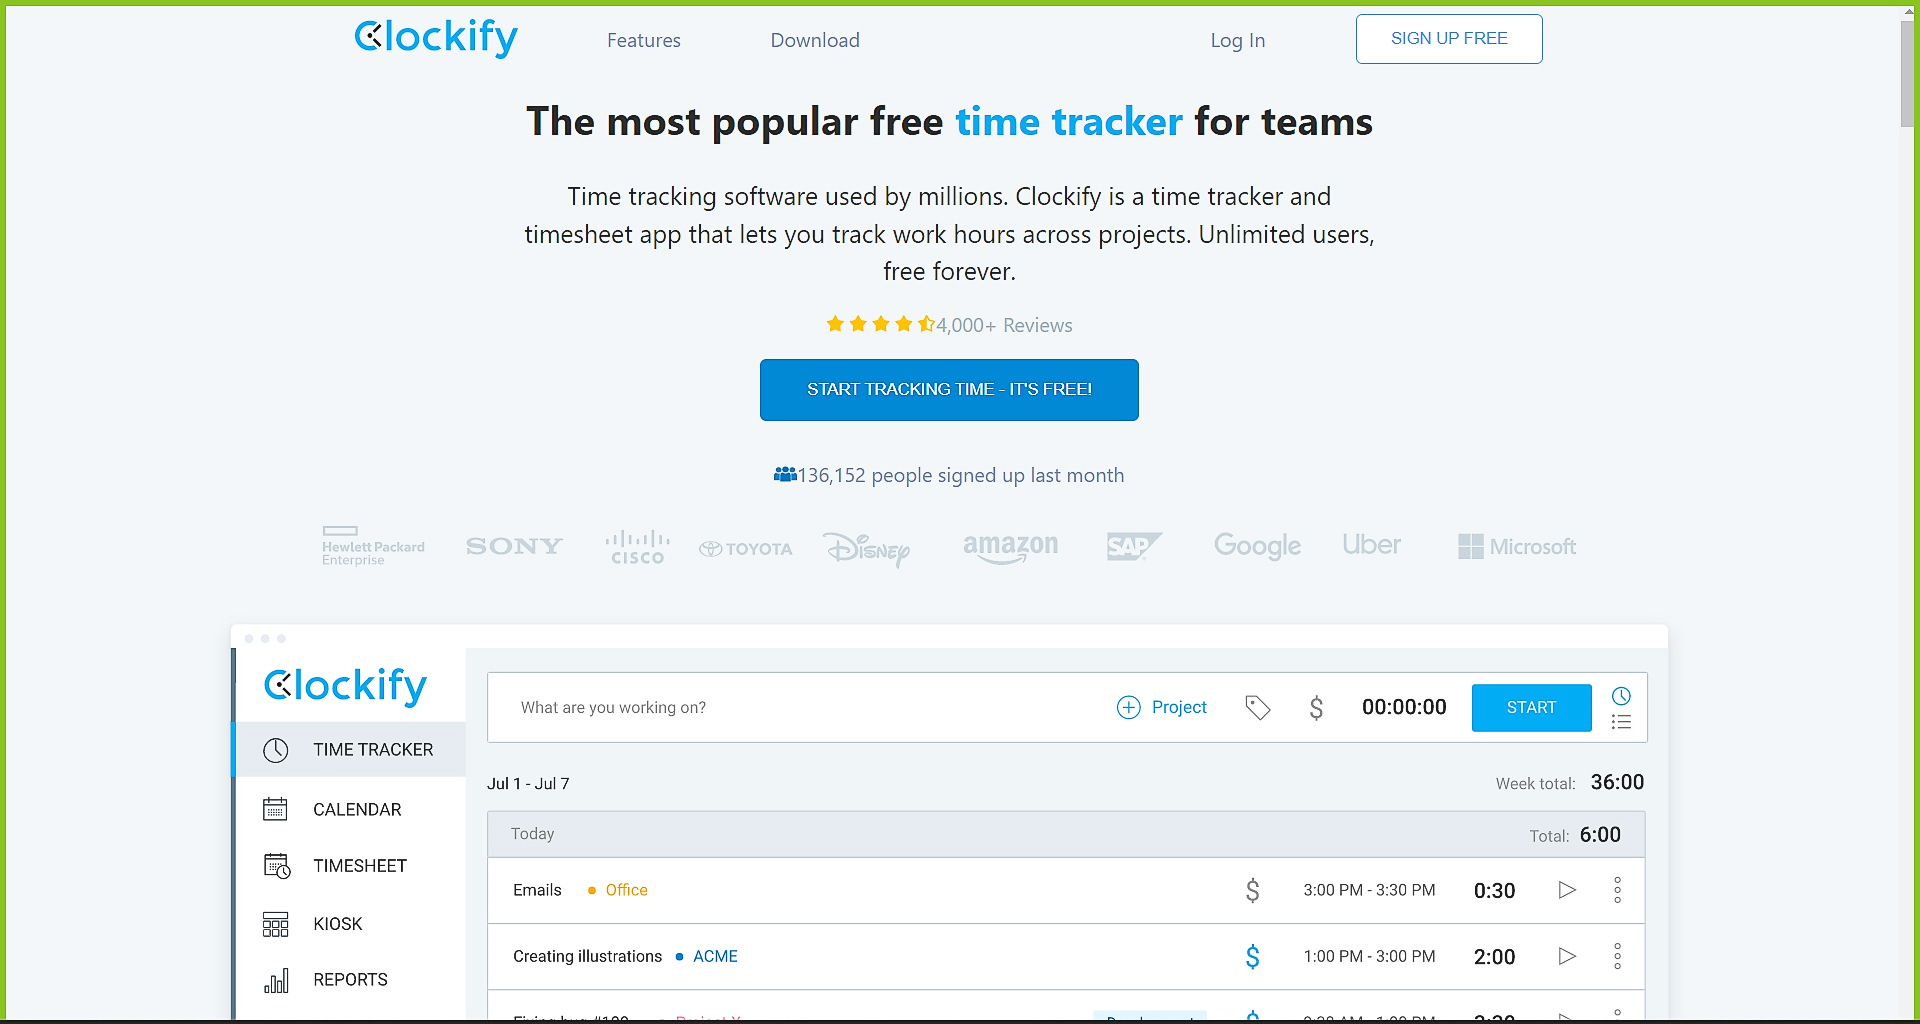 Clockify
Features
Download
Log In
SIGN UP FREE
The most popular free time tracker for teams
Time tracking software used by millions. Clockify is a time tracker and
timesheet app that lets you track work hours across projects. Unlimited users,
free forever.
4,000+ Reviews
START TRACKING TIME - IT'S FREE!
136,152 people signed up last month
Hewlett Packard
Enterprise
SONY
CISCO
TOYOTA
Disney
amazon
SAP
Google
Uber
Microsoft
Clockify
What are you working on?
Project
$
00:00:00
START
TIME TRACKER
CALENDAR
TIMESHEET
KIOSK
REPORTS
Jul 1 - Jul 7
Week total: 36:00
Today
Total: 6:00
Emails • Office $ 3:00 PM - 3:30 PM 0:30
Creating illustrations • ACME $ 1:00 PM - 3:00 PM 2:00